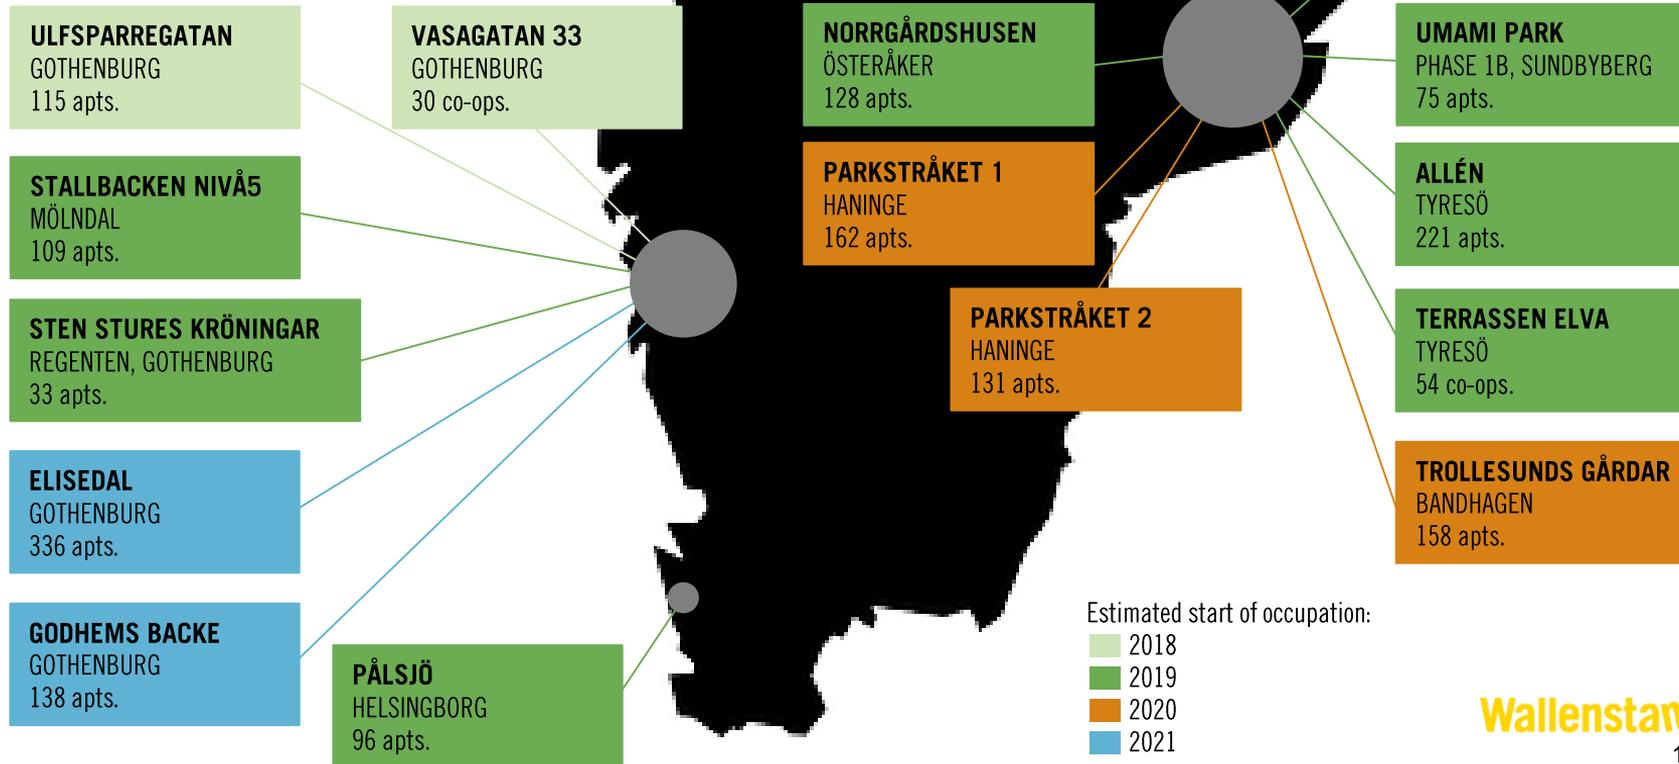 ULFSPARREGATAN
GOTHENBURG
115 apts.
VASAGATAN 33
GOTHENBURG
30 co-ops.
NORRGÅRDSHUSEN
ÖSTERÅKER
128 apts.
UMAMI PARK
PHASE 1B, SUNDBYBERG
75 apts.
STALLBACKEN NIVÅ5
MÖLNDAL
109 apts.
PARKSTRÅKET 1
HANINGE
162 apts.
ALLÉN
TYRESÖ
221 apts.
STEN STURES KRÖNINGAR
REGENTEN, GOTHENBURG
33 apts.
PARKSTRÅKET 2
HANINGE
131 apts.
TERRASSEN ELVA
TYRESÖ
54 co-ops.
ELISEDAL
GOTHENBURG
336 apts.
TROLLESUNDS GÅRDAR
BANDHAGEN
158 apts.
GODHEMS BACKE
GOTHENBURG
138 apts.
PÅLSJÖ
HELSINGBORG
96 apts.
Estimated start of occupation:
2018
2019
2020
2021